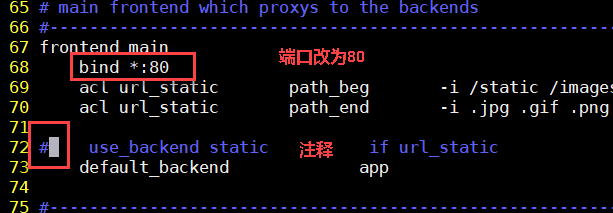 65 # main frontend which proxys to the backends
66 #---------------------------------------------------------------------
67 frontend main
68     bind *:80 端口改为80
69     acl url_static       path_beg       -i /static /images
70     acl url_static       path_end       -i .jpg .gif .png
71
72 #    use_backend static 注释 if url_static
73     default_backend             app
74
75 #---------------------------------------------------------------------